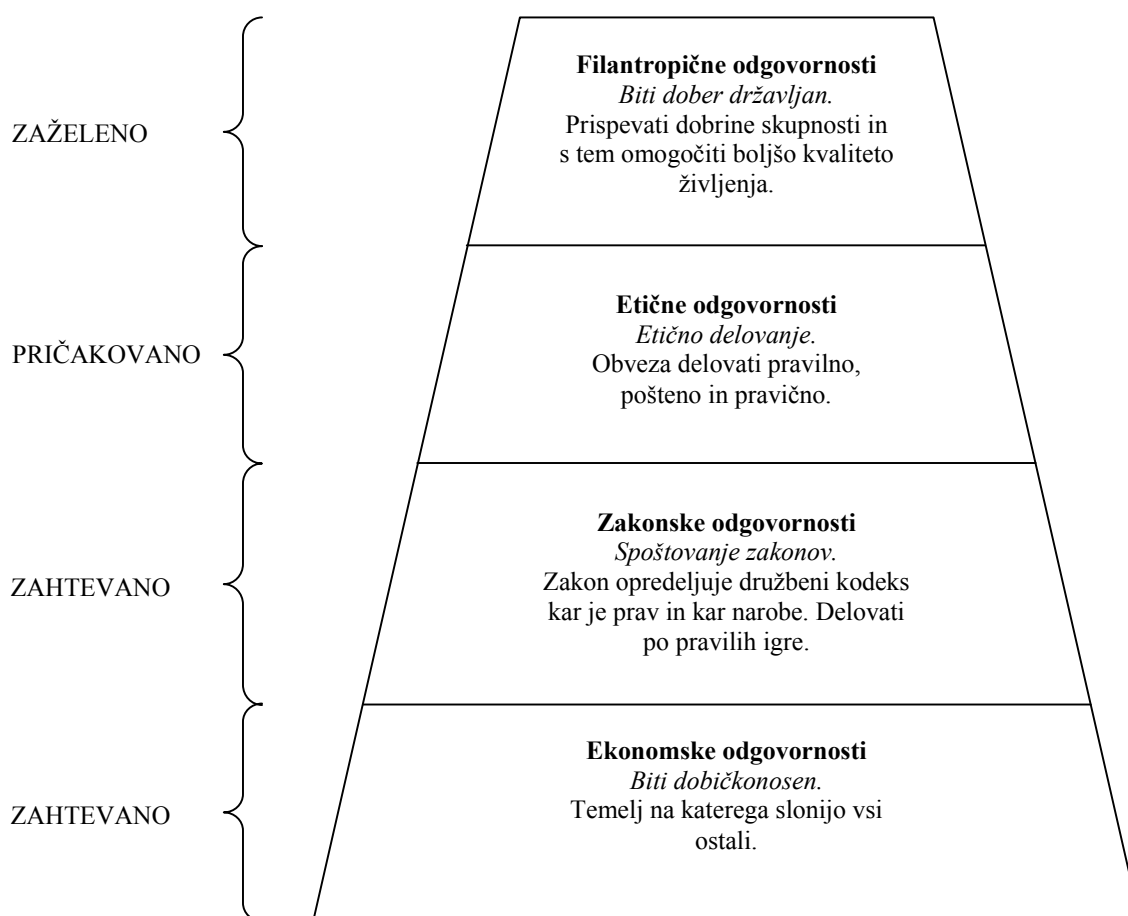 Filantropične odgovornosti
Biti dober državljan.
Prispevati dobrine skupnosti in
s tem omogočiti boljšo kvaliteto
življenja.
ZAŽELENO
Etične odgovornosti
Etično delovanje.
Obveza delovati pravilno,
pošteno in pravično.
PRIČAKOVANO
Zakonske odgovornosti
Spoštovanje zakonov.
Zakon opredeljuje družbeni kodeks
kar je prav in kar narobe. Delovati
po pravilih igre.
ZAHTEVANO
Ekonomske odgovornosti
Biti dobičkonosen.
Temelj na katerega slonijo vsi
ostali.
ZAHTEVANO